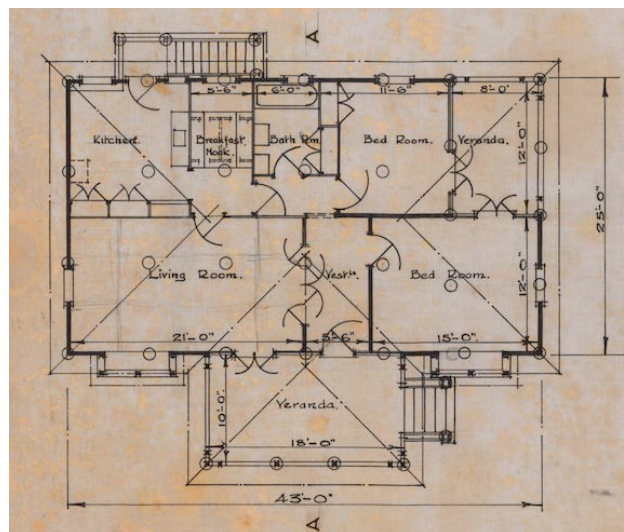 A
5'-6"
6'-0"
11'-6"
8'-0"
Kitchen.
Breakfast
Nook.
Bath Rm.
Bed Room.
Veranda.
12'-0"
25'-0"
Living Room.
Vestb.
Bed Room.
12'-0"
21'-0"
5'-6"
15'-0"
Veranda.
10'-0"
18'-0"
43'-0"
A